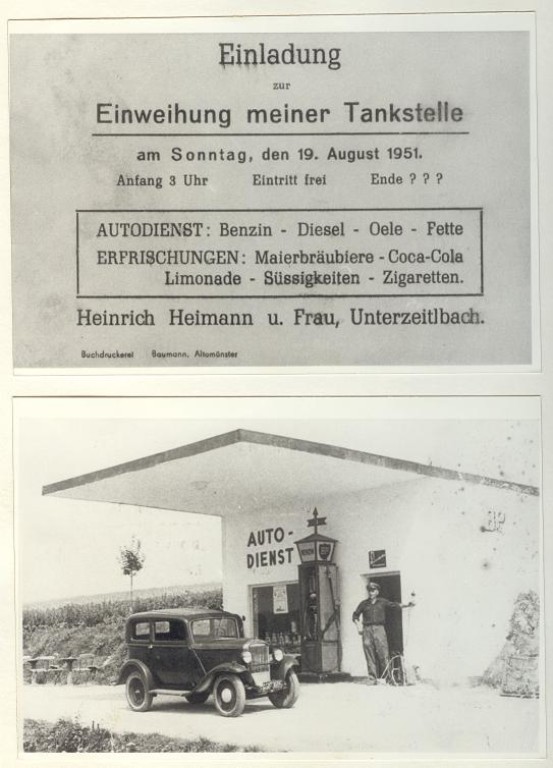 Einladung
zur
Einweihung meiner Tankstelle
am Sonntag, den 19. August 1951.
Anfang 3 Uhr Eintritt frei Ende ? ? ?
AUTODIENST: Benzin - Diesel - Oele - Fette
ERFRISCHUNGEN: Maierbräubiere - Coca-Cola
Limonade - Süssigkeiten - Zigaretten.
Heinrich Heimann u. Frau, Unterzeitlbach.
Buchdruckerei Baumann, Altomünster
AUTO-
DIENST
BP